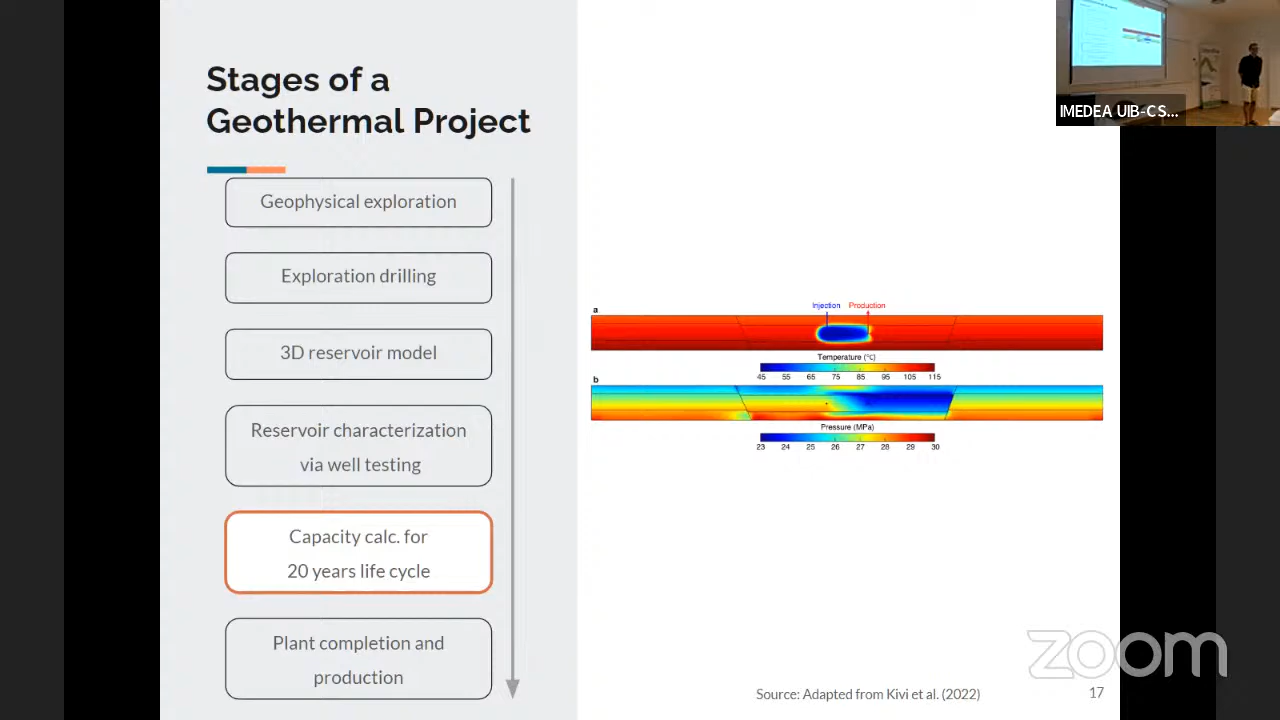 Stages of a
Geothermal Project
Geophysical exploration
Exploration drilling
3D reservoir model
Reservoir characterization
via well testing
Capacity calc. for
20 years life cycle
Plant completion and
production
a
Injection Production
Temperature (°C)
45 55 65 75 85 95 105 115
b
Pressure (MPa)
23 24 25 26 27 28 29 30
Source: Adapted from Kivi et al. (2022)
17
IMEDEA UIB-CS...
zoom